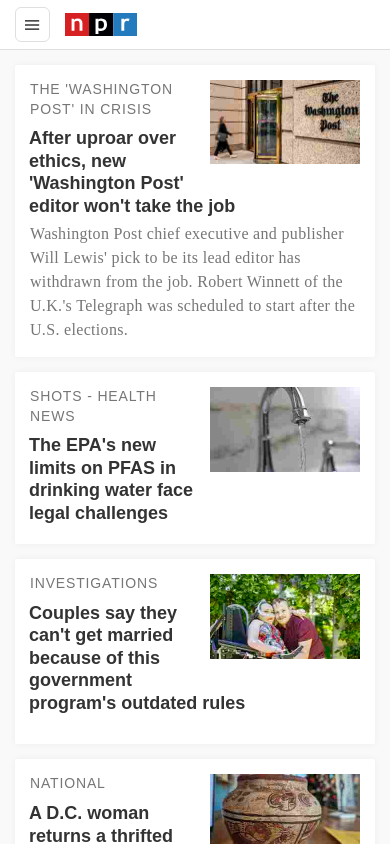 npr
THE 'WASHINGTON
POST' IN CRISIS
After uproar over
ethics, new
'Washington Post'
editor won't take the job
Washington Post chief executive and publisher
Will Lewis' pick to be its lead editor has
withdrawn from the job. Robert Winnett of the
U.K.'s Telegraph was scheduled to start after the
U.S. elections.
The
Washington
Post
SHOTS - HEALTH
NEWS
The EPA's new
limits on PFAS in
drinking water face
legal challenges
INVESTIGATIONS
Couples say they
can't get married
because of this
government
program's outdated rules
NATIONAL
A D.C. woman
returns a thrifted